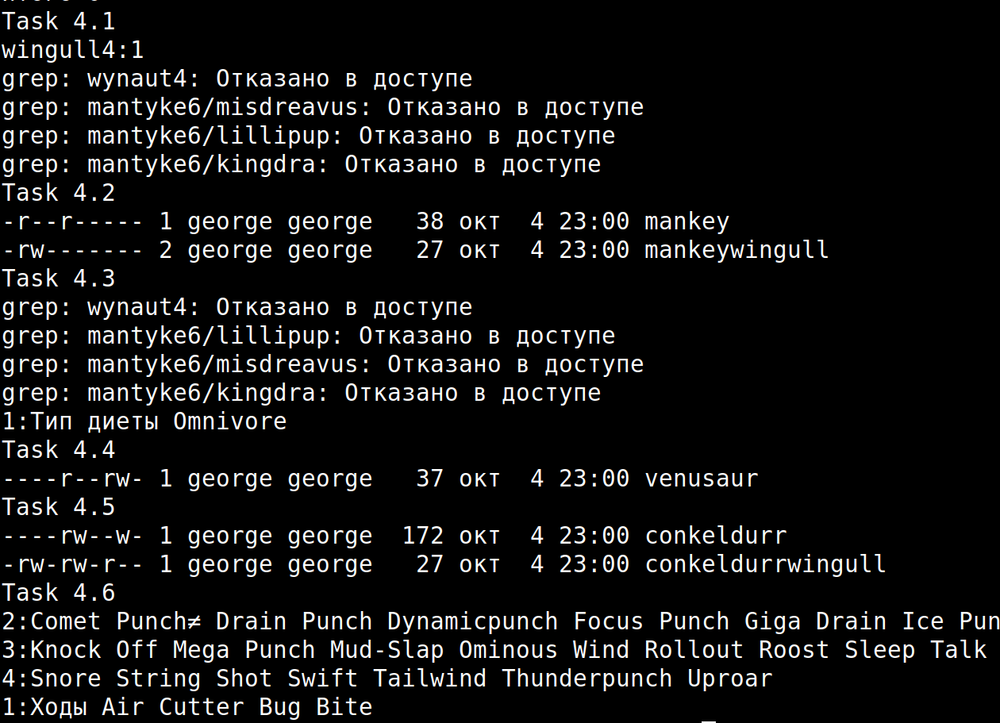 Task 4.1
wingull4:1
grep: wynaut4: Отказано в доступе
grep: mantyke6/misdreavus: Отказано в доступе
grep: mantyke6/lillipup: Отказано в доступе
grep: mantyke6/kingdra: Отказано в доступе
Task 4.2
-r--r----- 1 george george   38 окт  4 23:00 mankey
-rw------- 2 george george   27 окт  4 23:00 mankeywingull
Task 4.3
grep: wynaut4: Отказано в доступе
grep: mantyke6/lillipup: Отказано в доступе
grep: mantyke6/misdreavus: Отказано в доступе
grep: mantyke6/kingdra: Отказано в доступе
1:Тип диеты Omnivore
Task 4.4
----r--rw- 1 george george   37 окт  4 23:00 venusaur
Task 4.5
----rw--w- 1 george george  172 окт  4 23:00 conkeldurr
-rw-rw-r-- 1 george george   27 окт  4 23:00 conkeldurrwingull
Task 4.6
2:Comet Punch≠ Drain Punch Dynamicpunch Focus Punch Giga Drain Ice Pun
3:Knock Off Mega Punch Mud-Slap Ominous Wind Rollout Roost Sleep Talk
4:Snore String Shot Swift Tailwind Thunderpunch Uproar
1:Ходы Air Cutter Bug Bite